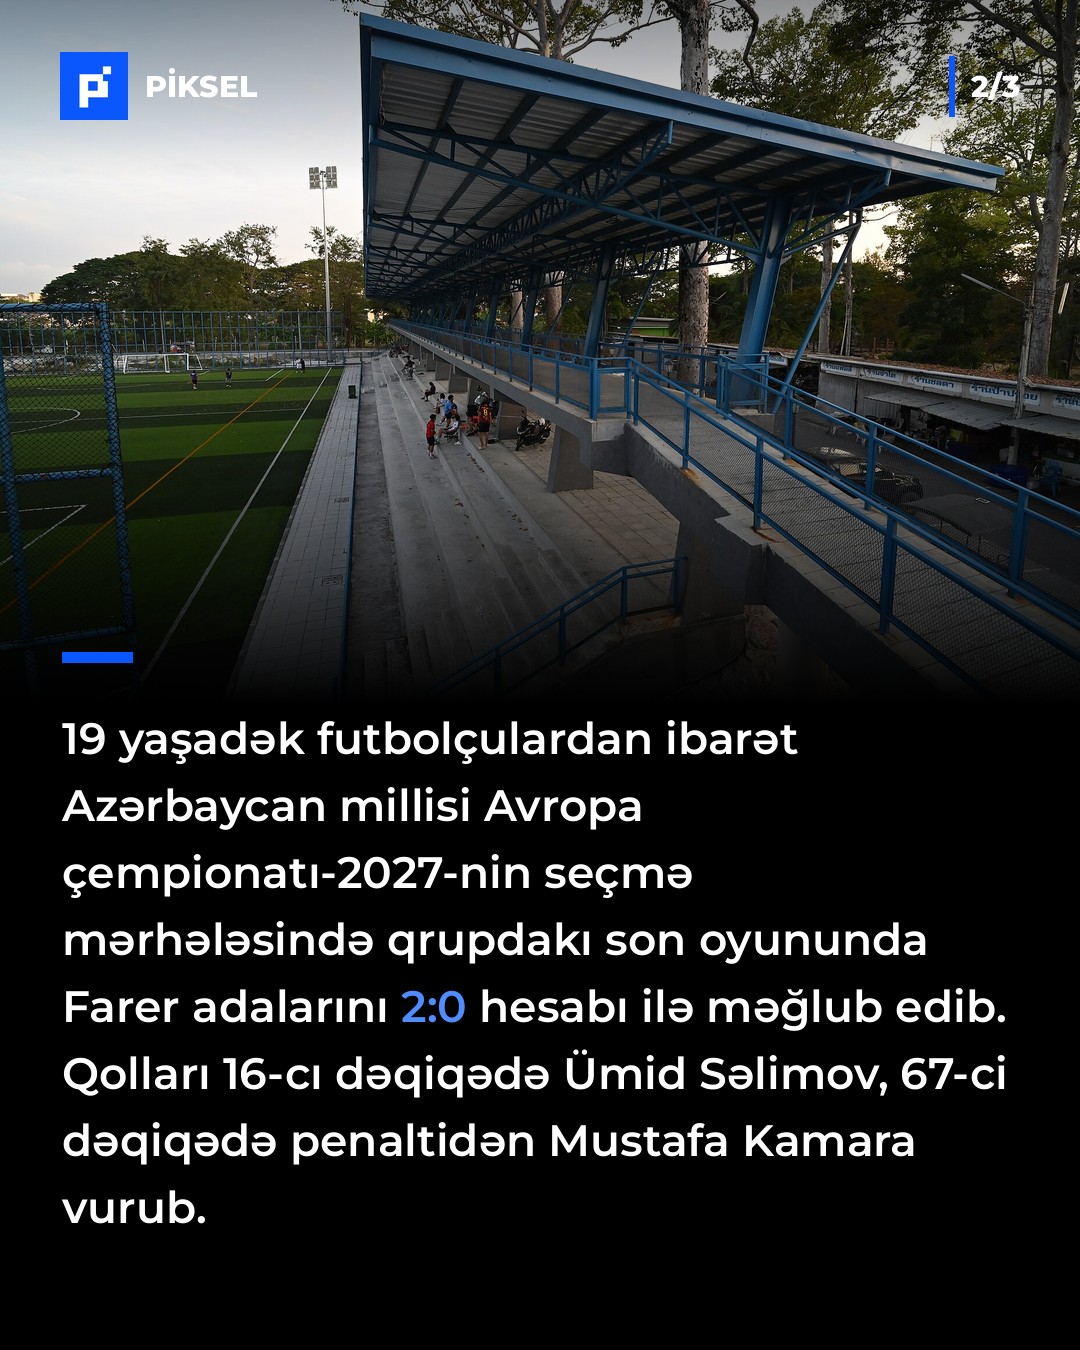 PİKSEL
2/3
19 yaşadək futbolçulardan ibarət
Azərbaycan millisi Avropa
çempionatı-2027-nin seçmə
mərhələsində qrupdakı son oyununda
Farer adalarını 2:0 hesabı ilə məğlub edib.
Qolları 16-cı dəqiqədə Ümid Səlimov, 67-ci
dəqiqədə penaltidən Mustafa Kamara
vurub.